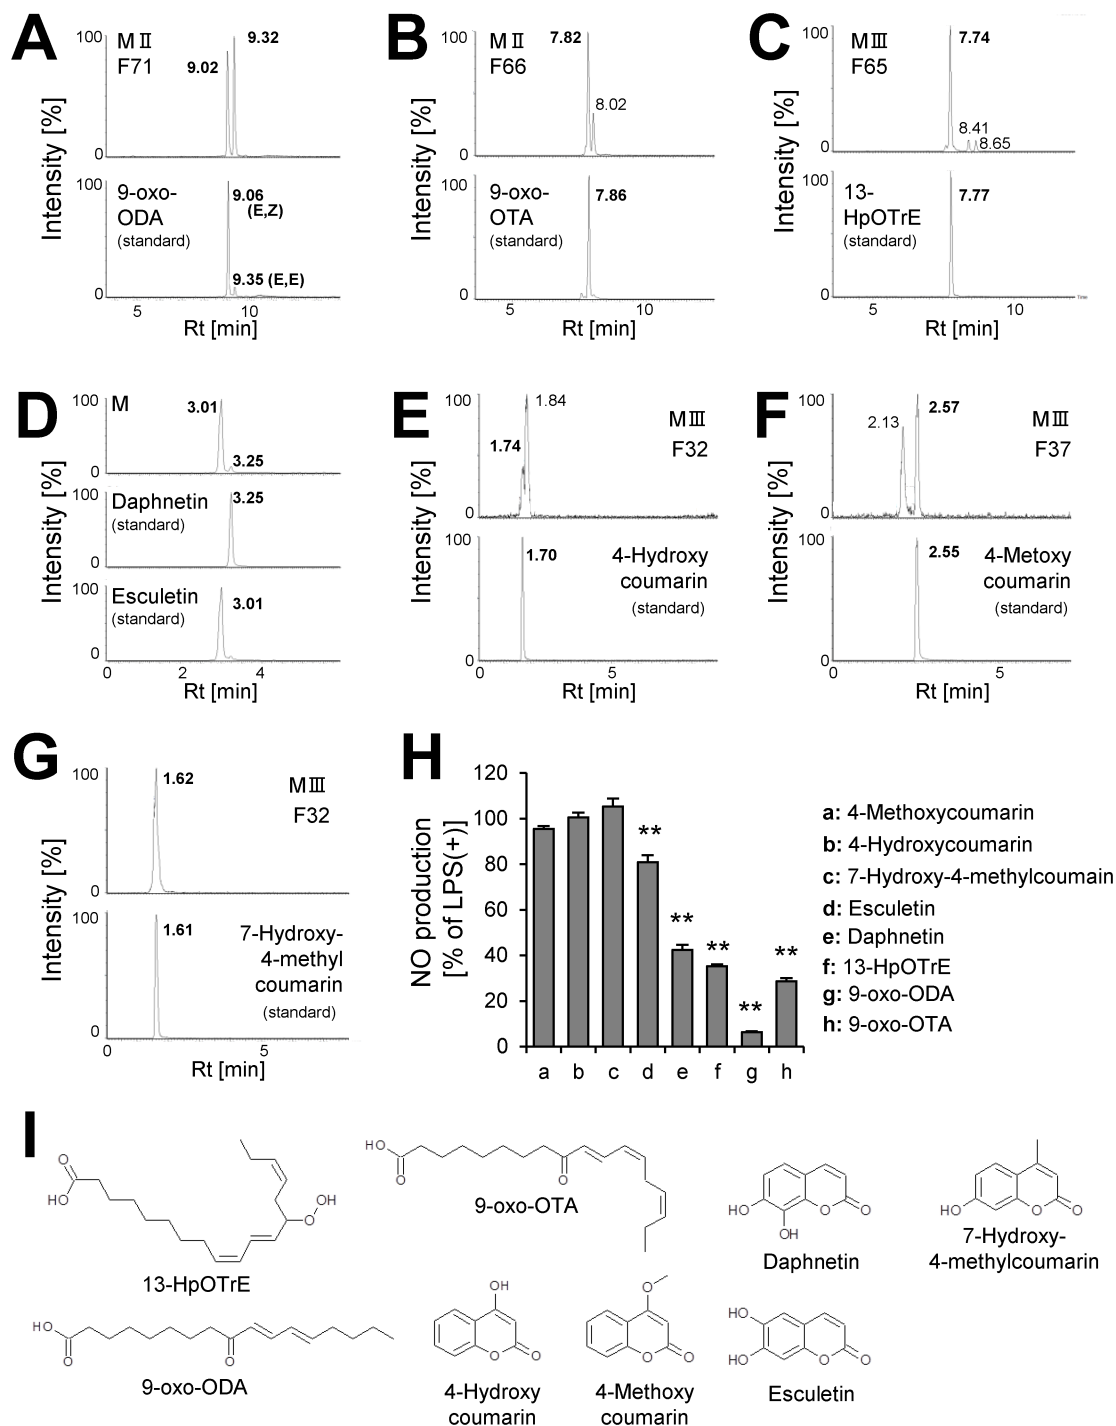 A
Intensity [%]
100
0
M II
F71
9.02
9.32
100
0
9-oxo-
ODA
(standard)
9.06
(E,Z)
9.35 (E,E)
5
10
Rt [min]
B
Intensity [%]
100
0
M II
F66
7.82
8.02
100
0
9-oxo-
OTA
(standard)
7.86
5
10
Rt [min]
C
Intensity [%]
100
0
M III
F65
7.74
8.41
8.65
100
0
13-
HpOTrE
(standard)
7.77
Time
5
10
Rt [min]
D
Intensity [%]
100
0
M
3.01
3.25
100
0
Daphnetin
(standard)
3.25
100
0
Esculetin
(standard)
3.01
0
2
4
Rt [min]
E
Intensity [%]
100
0
1.74
1.84
M III
F32
100
0
1.70
4-Hydroxy
coumarin
(standard)
0
5
Rt [min]
F
Intensity [%]
100
0
2.13
2.57
M III
F37
100
0
2.55
4-Metoxy
coumarin
(standard)
0
5
Rt [min]
G
Intensity [%]
100
0
1.62
M III
F32
Intensity [%]
100
0
1.61
7-Hydroxy-
4-methyl
coumarin
(standard)
0
5
Rt [min]
H
NO production
[% of LPS(+)]
120
100
80
60
40
20
0
**
**
**
**
**
a b c d e f g h
a: 4-Methoxycoumarin
b: 4-Hydroxycoumarin
c: 7-Hydroxy-4-methylcoumain
d: Esculetin
e: Daphnetin
f: 13-HpOTrE
g: 9-oxo-ODA
h: 9-oxo-OTA
I
O
HO
O
OH
13-HpOTrE
HO
O
O
9-oxo-OTA
HO
OH
O
O
Daphnetin
HO
O
O
7-Hydroxy-
4-methylcoumarin
HO
O
O
9-oxo-ODA
OH
O
O
4-Hydroxy
coumarin
O
O
O
4-Methoxy
coumarin
HO
HO
O
O
Esculetin